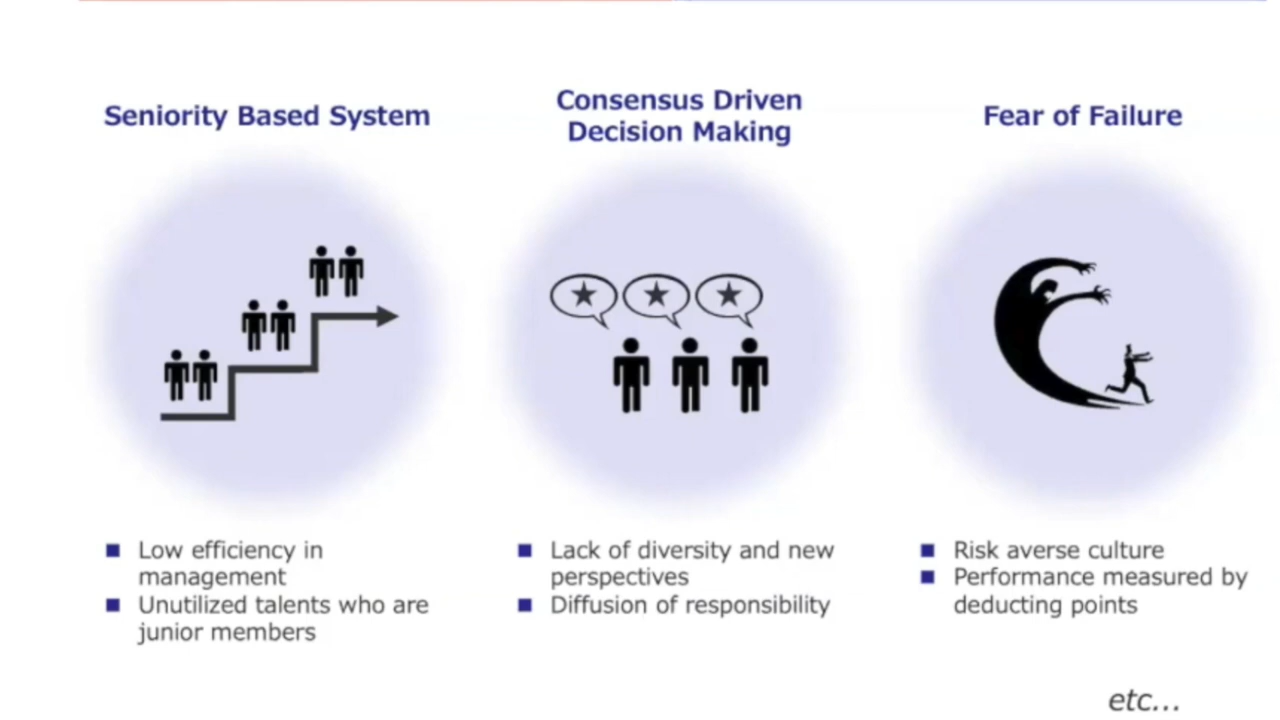 Seniority Based System
Consensus Driven
Decision Making
Fear of Failure
■ Low efficiency in
management
■ Unutilized talents who are
junior members
■ Lack of diversity and new
perspectives
■ Diffusion of responsibility
■ Risk averse culture
■ Performance measured by
deducting points
etc...